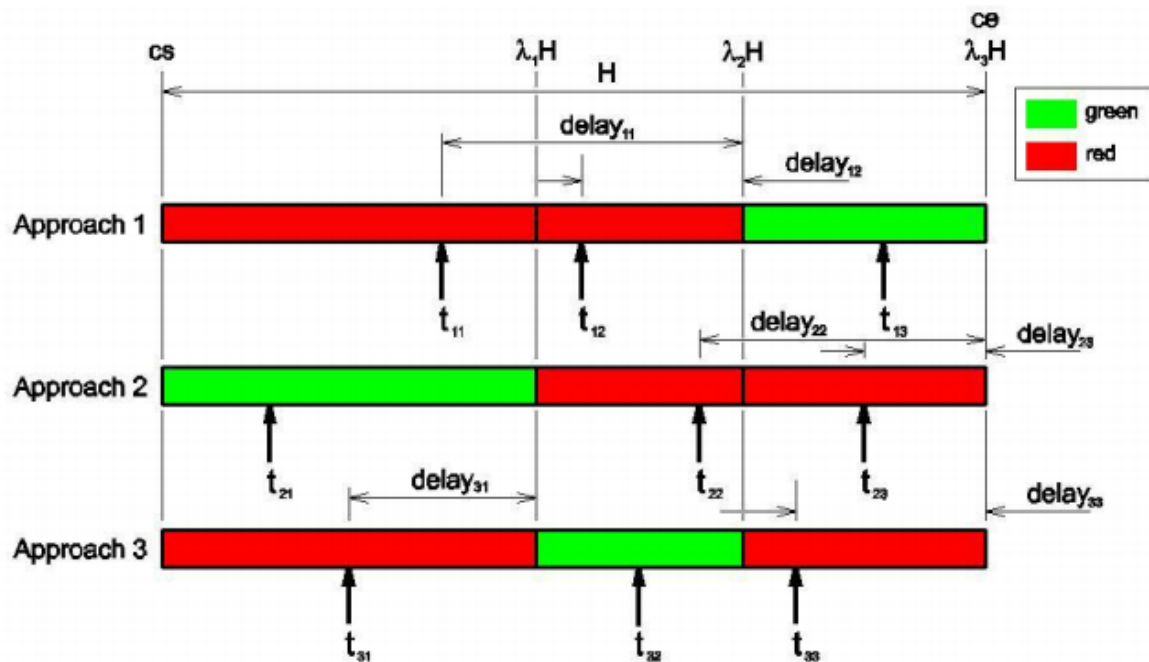 cs λ₁H λ₂H ce
λ₃H
H
green
red
delay₁₁
delay₁₂
Approach 1
t₁₁ t₁₂ t₁₃
delay₂₂
delay₂₃
Approach 2
t₂₁ t₂₂ t₂₃
delay₃₁
delay₃₃
Approach 3
t₃₁ t₃₂ t₃₃